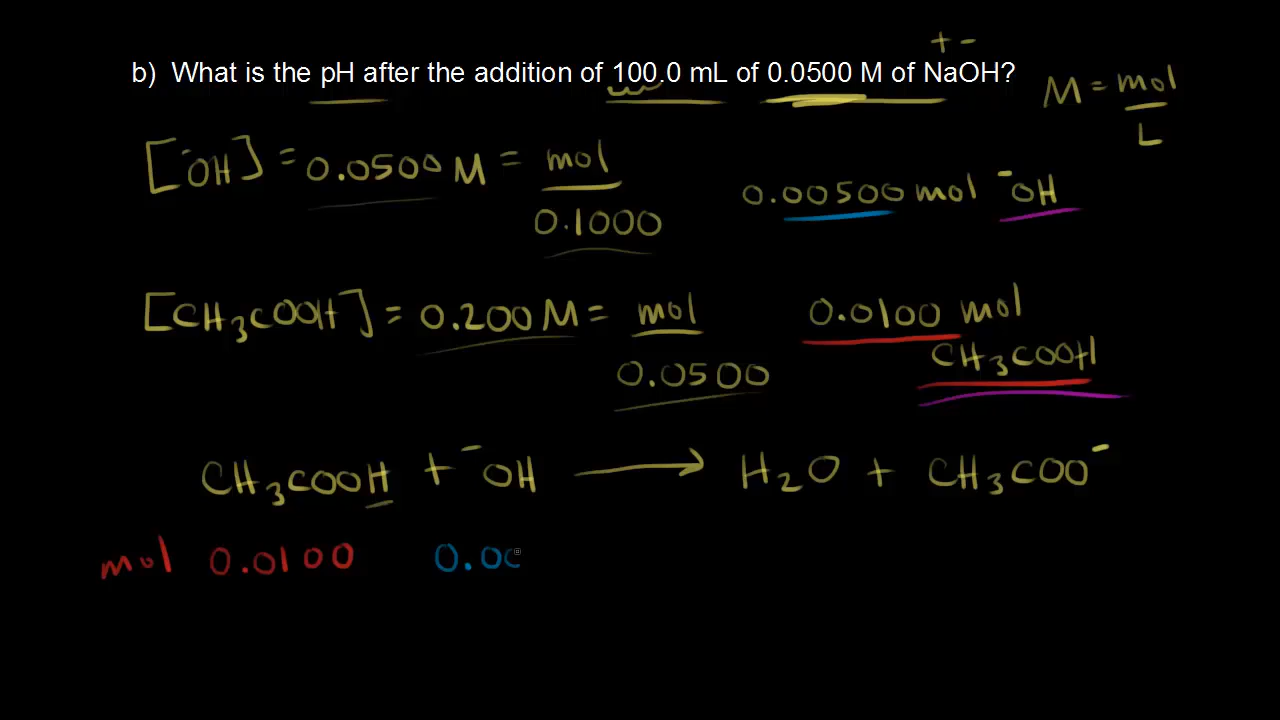 + -
b) What is the pH after the addition of 100.0 mL of 0.0500 M of NaOH?
M = mol / L
[⁻OH] = 0.0500 M = mol / 0.1000
0.00500 mol ⁻OH
[CH₃COOH] = 0.200 M = mol / 0.0500
0.0100 mol
CH₃COOH
CH₃COOH + ⁻OH → H₂O + CH₃COO⁻
mol 0.0100 0.00